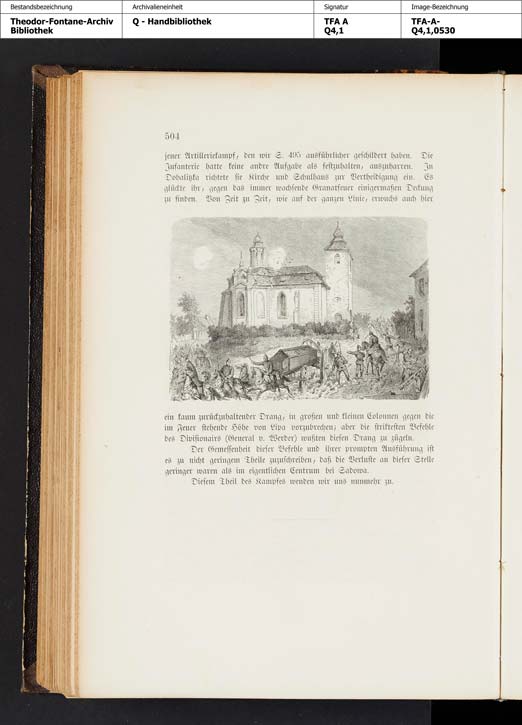 Bestandsbezeichnung
Theodor-Fontane-Archiv
Bibliothek
Archivalieneinheit
Q - Handbibliothek
Signatur
TFA A
Q4,1
Image-Bezeichnung
TFA-A-
Q4,1,0530
504
jener Artilleriekampf, den wir S. 495 ausführlicher geschildert haben. Die
Infanterie hatte keine andre Aufgabe als festzuhalten, auszuharren. In
Dohalitzka richtete sie Kirche und Schulhaus zur Vertheidigung ein. Es
glückte ihr, gegen das immer wachsende Granatfeuer einigermaßen Deckung
zu finden. Von Zeit zu Zeit, wie auf der ganzen Linie, erwuchs auch hier
ein kaum zurückzuhaltender Drang, in großen und kleinen Colonnen gegen die
im Feuer stehende Höhe von Lipa vorzubrechen; aber die striktesten Befehle
des Divisionairs (General v. Werder) wußten diesen Drang zu zügeln.
Der Gemessenheit dieser Befehle und ihrer prompten Ausführung ist
es zu nicht geringem Theile zuzuschreiben, daß die Verluste an dieser Stelle
geringer waren als im eigentlichen Centrum bei Sadowa.
Diesem Theil des Kampfes wenden wir uns nunmehr zu.